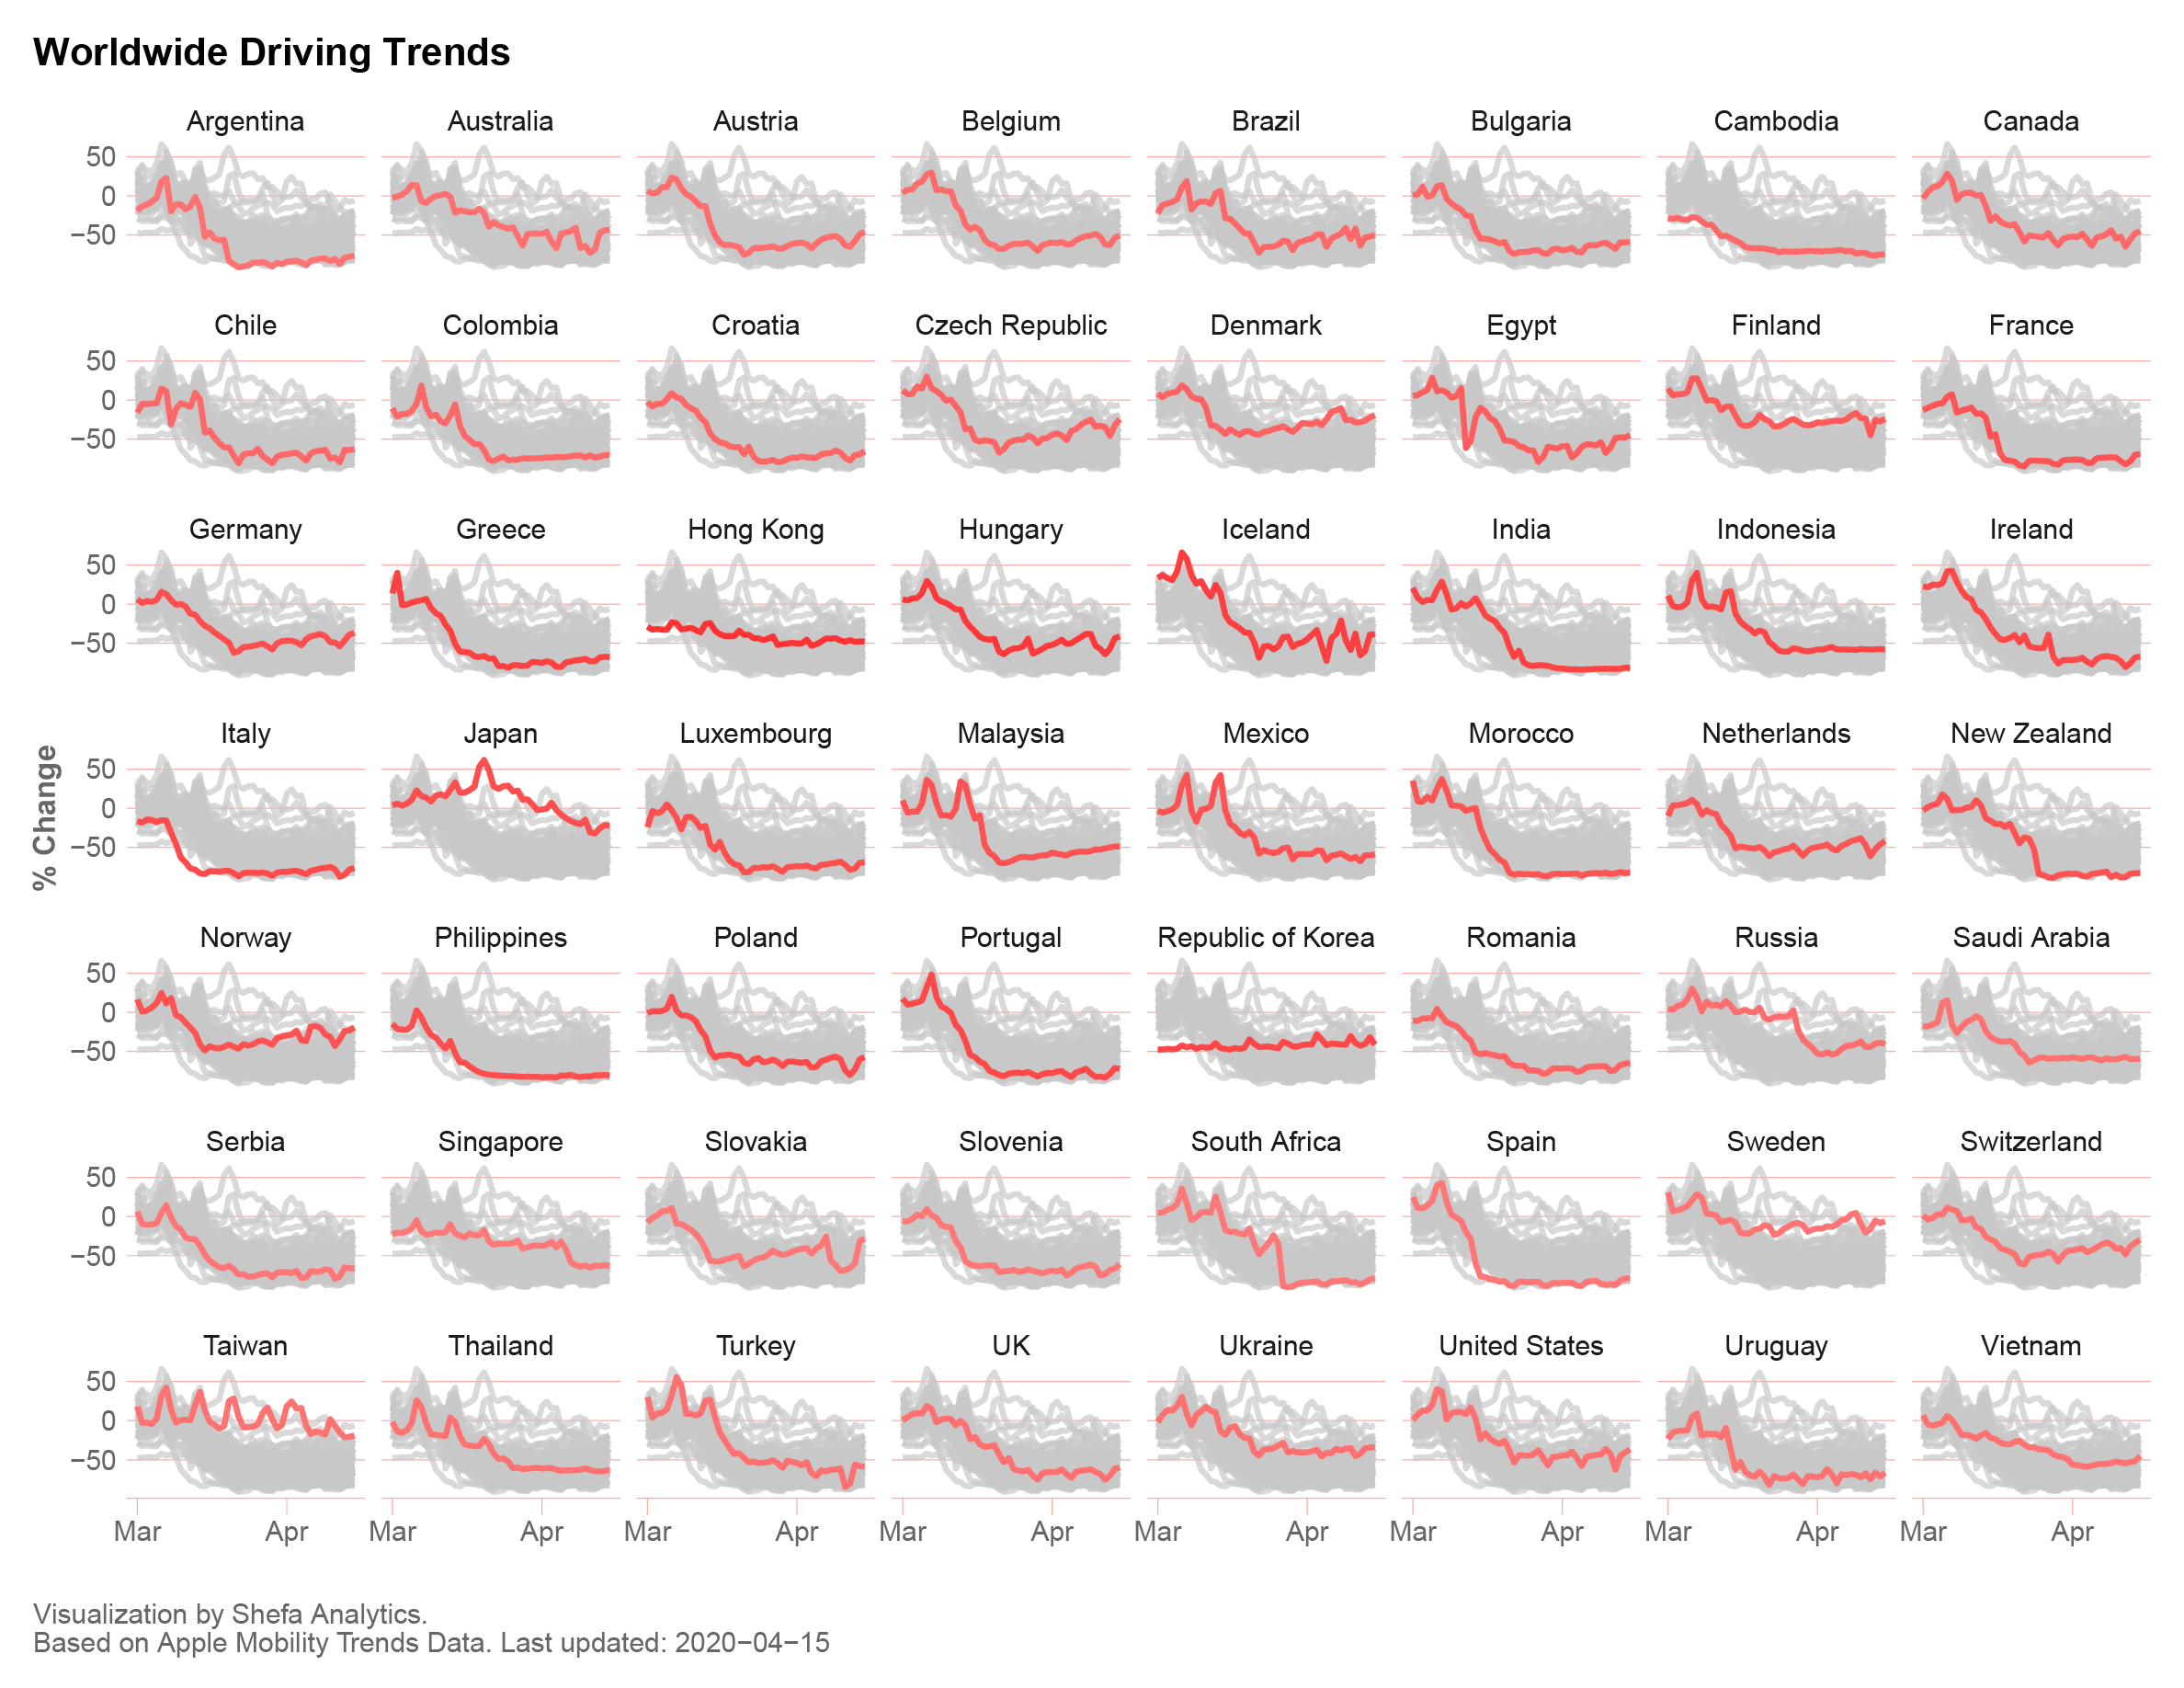 Worldwide Driving Trends
Argentina Australia Austria Belgium Brazil Bulgaria Cambodia Canada
50
0
−50
Chile Colombia Croatia Czech Republic Denmark Egypt Finland France
50
0
−50
Germany Greece Hong Kong Hungary Iceland India Indonesia Ireland
50
0
−50
Italy Japan Luxembourg Malaysia Mexico Morocco Netherlands New Zealand
50
0
−50
% Change
Norway Philippines Poland Portugal Republic of Korea Romania Russia Saudi Arabia
50
0
−50
Serbia Singapore Slovakia Slovenia South Africa Spain Sweden Switzerland
50
0
−50
Taiwan Thailand Turkey UK Ukraine United States Uruguay Vietnam
50
0
−50
Mar Apr Mar Apr Mar Apr Mar Apr Mar Apr Mar Apr Mar Apr Mar Apr
Visualization by Shefa Analytics.
Based on Apple Mobility Trends Data. Last updated: 2020−04−15